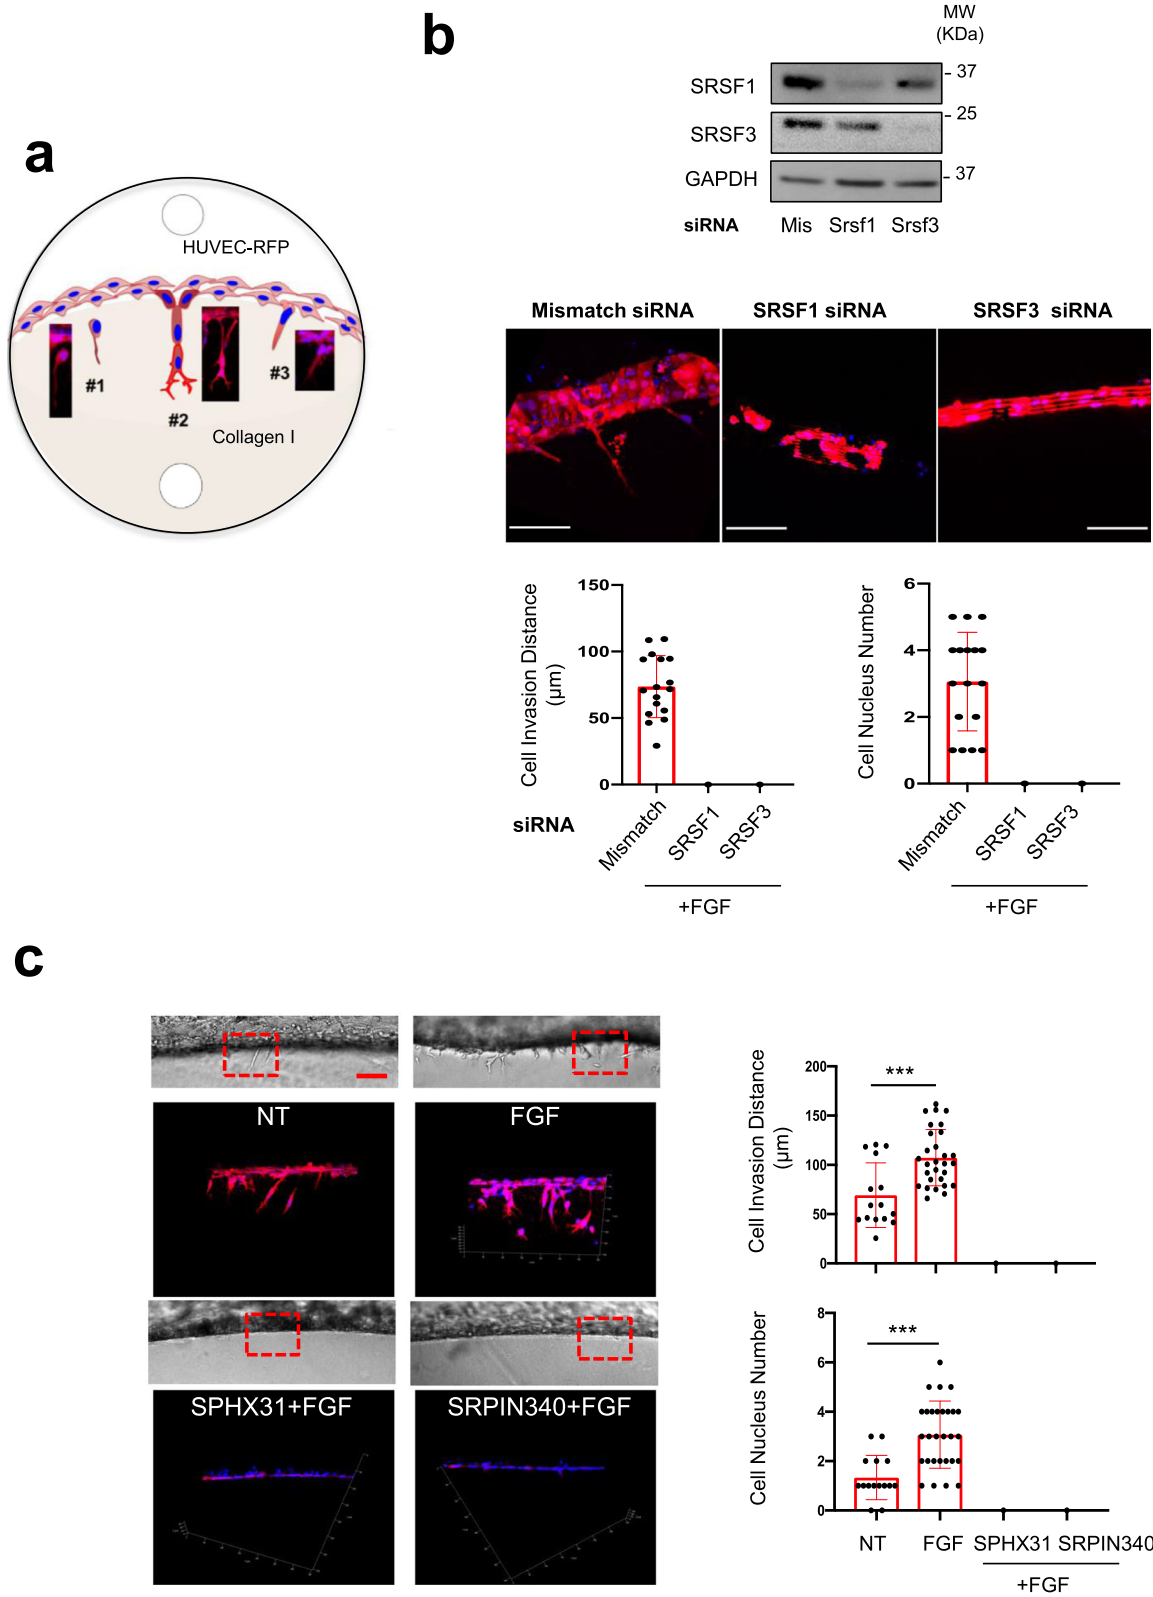 a
HUVEC-RFP
#1
#2
#3
Collagen I
b
MW
(KDa)
SRSF1
- 37
- 25
SRSF3
GAPDH
- 37
siRNA Mis Srsf1 Srsf3
Mismatch siRNA SRSF1 siRNA SRSF3 siRNA
Cell Invasion Distance
(µm)
150
100
50
0
siRNA
Mismatch
SRSF1
SRSF3
+FGF
Cell Nucleus Number
6
4
2
0
Mismatch
SRSF1
SRSF3
+FGF
c
NT
FGF
SPHX31+FGF
SRPIN340+FGF
Cell Invasion Distance
(µm)
200
150
100
50
0
***
Cell Nucleus Number
8
6
4
2
0
***
NT FGF SPHX31 SRPIN340
+FGF